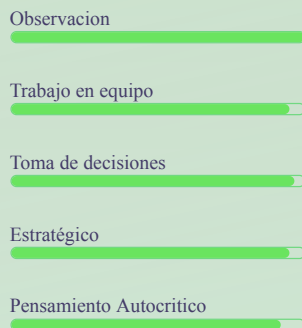 Observacion
Trabajo en equipo
Toma de decisiones
Estratégico
Pensamiento Autocritico